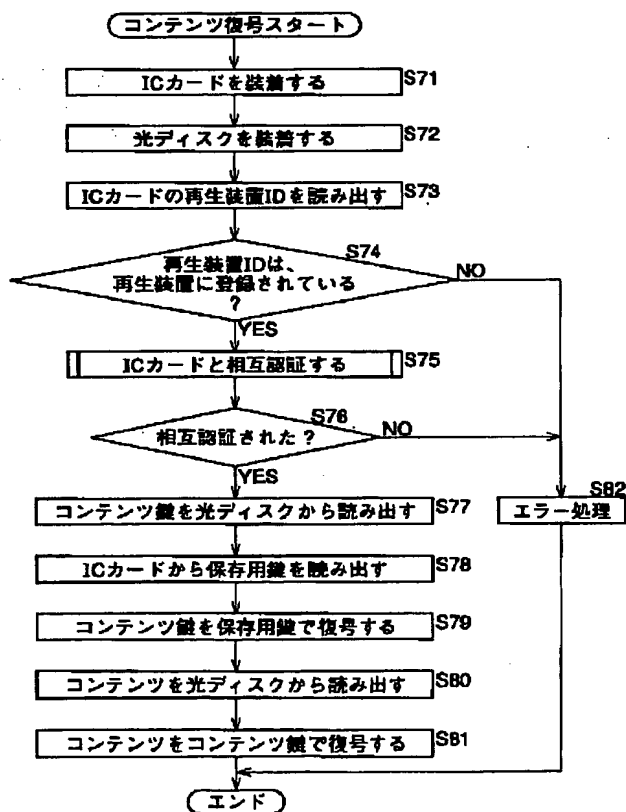 コンテンツ復号スタート
ICカードを装着する S71
光ディスクを装着する S72
ICカードの再生装置IDを読み出す S73
S74
再生装置IDは、
再生装置に登録されている
?
NO
YES
ICカードと相互認証する S75
S76
相互認証された?
NO
YES
コンテンツ鍵を光ディスクから読み出す S77
S82
エラー処理
ICカードから保存用鍵を読み出す S78
コンテンツ鍵を保存用鍵で復号する S79
コンテンツを光ディスクから読み出す S80
コンテンツをコンテンツ鍵で復号する S81
エンド